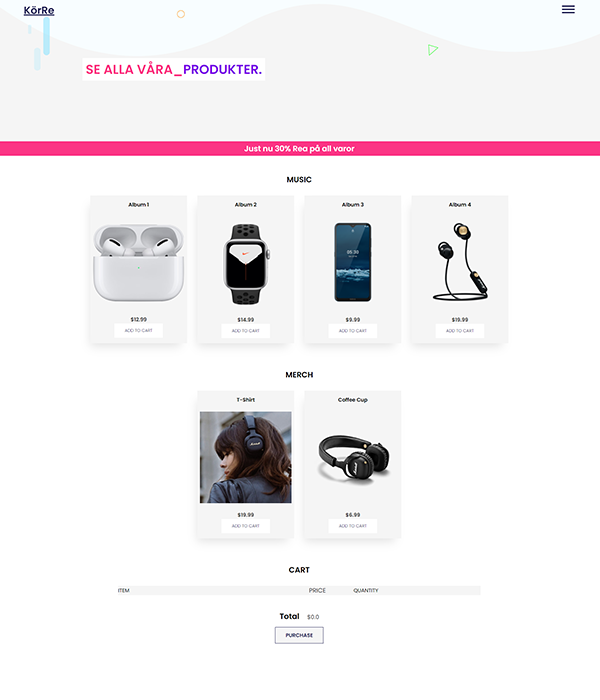 KörRe
SE ALLA VÅRA_PRODUKTER.
Just nu 30% Rea på all varor
MUSIC
Album 1
Album 2
Album 3
Album 4
$12.99
$14.99
$9.99
$19.99
ADD TO CART
ADD TO CART
ADD TO CART
ADD TO CART
MERCH
T-Shirt
Coffee Cup
$19.99
$6.99
ADD TO CART
ADD TO CART
CART
ITEM PRICE QUANTITY
Total $0.0
PURCHASE